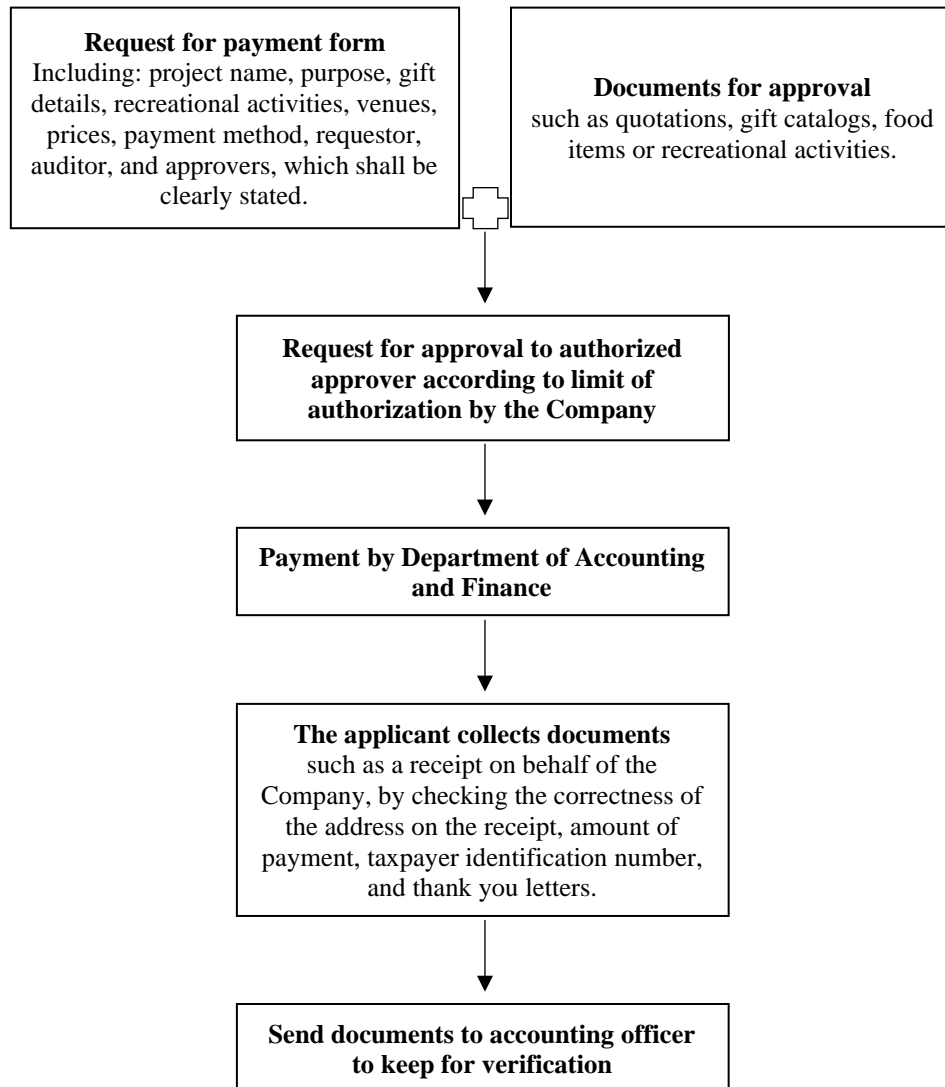 Request for payment form
Including: project name, purpose, gift
details, recreational activities, venues,
prices, payment method, requestor,
auditor, and approvers, which shall be
clearly stated.
Documents for approval
such as quotations, gift catalogs, food
items or recreational activities.
Request for approval to authorized
approver according to limit of
authorization by the Company
Payment by Department of Accounting
and Finance
The applicant collects documents
such as a receipt on behalf of the
Company, by checking the correctness of
the address on the receipt, amount of
payment, taxpayer identification number,
and thank you letters.
Send documents to accounting officer
to keep for verification